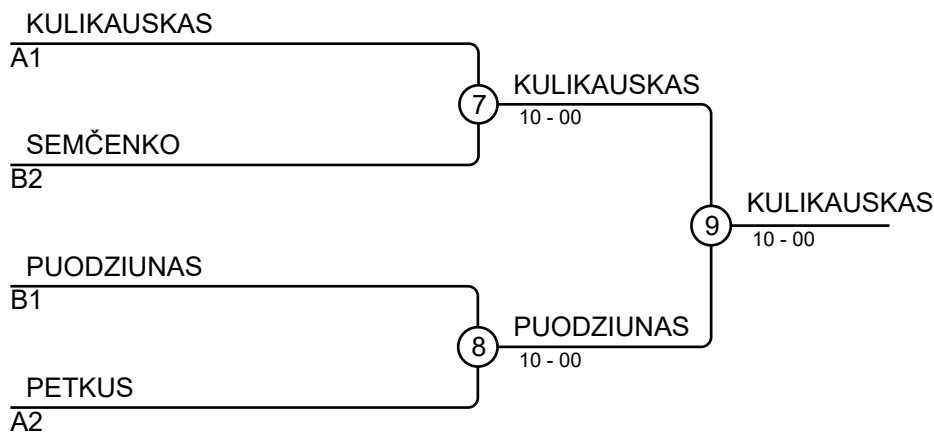 KULIKAUSKAS
A1
7
KULIKAUSKAS
10 - 00
SEMČENKO
B2
9
KULIKAUSKAS
10 - 00
PUODZIUNAS
B1
8
PUODZIUNAS
10 - 00
PETKUS
A2